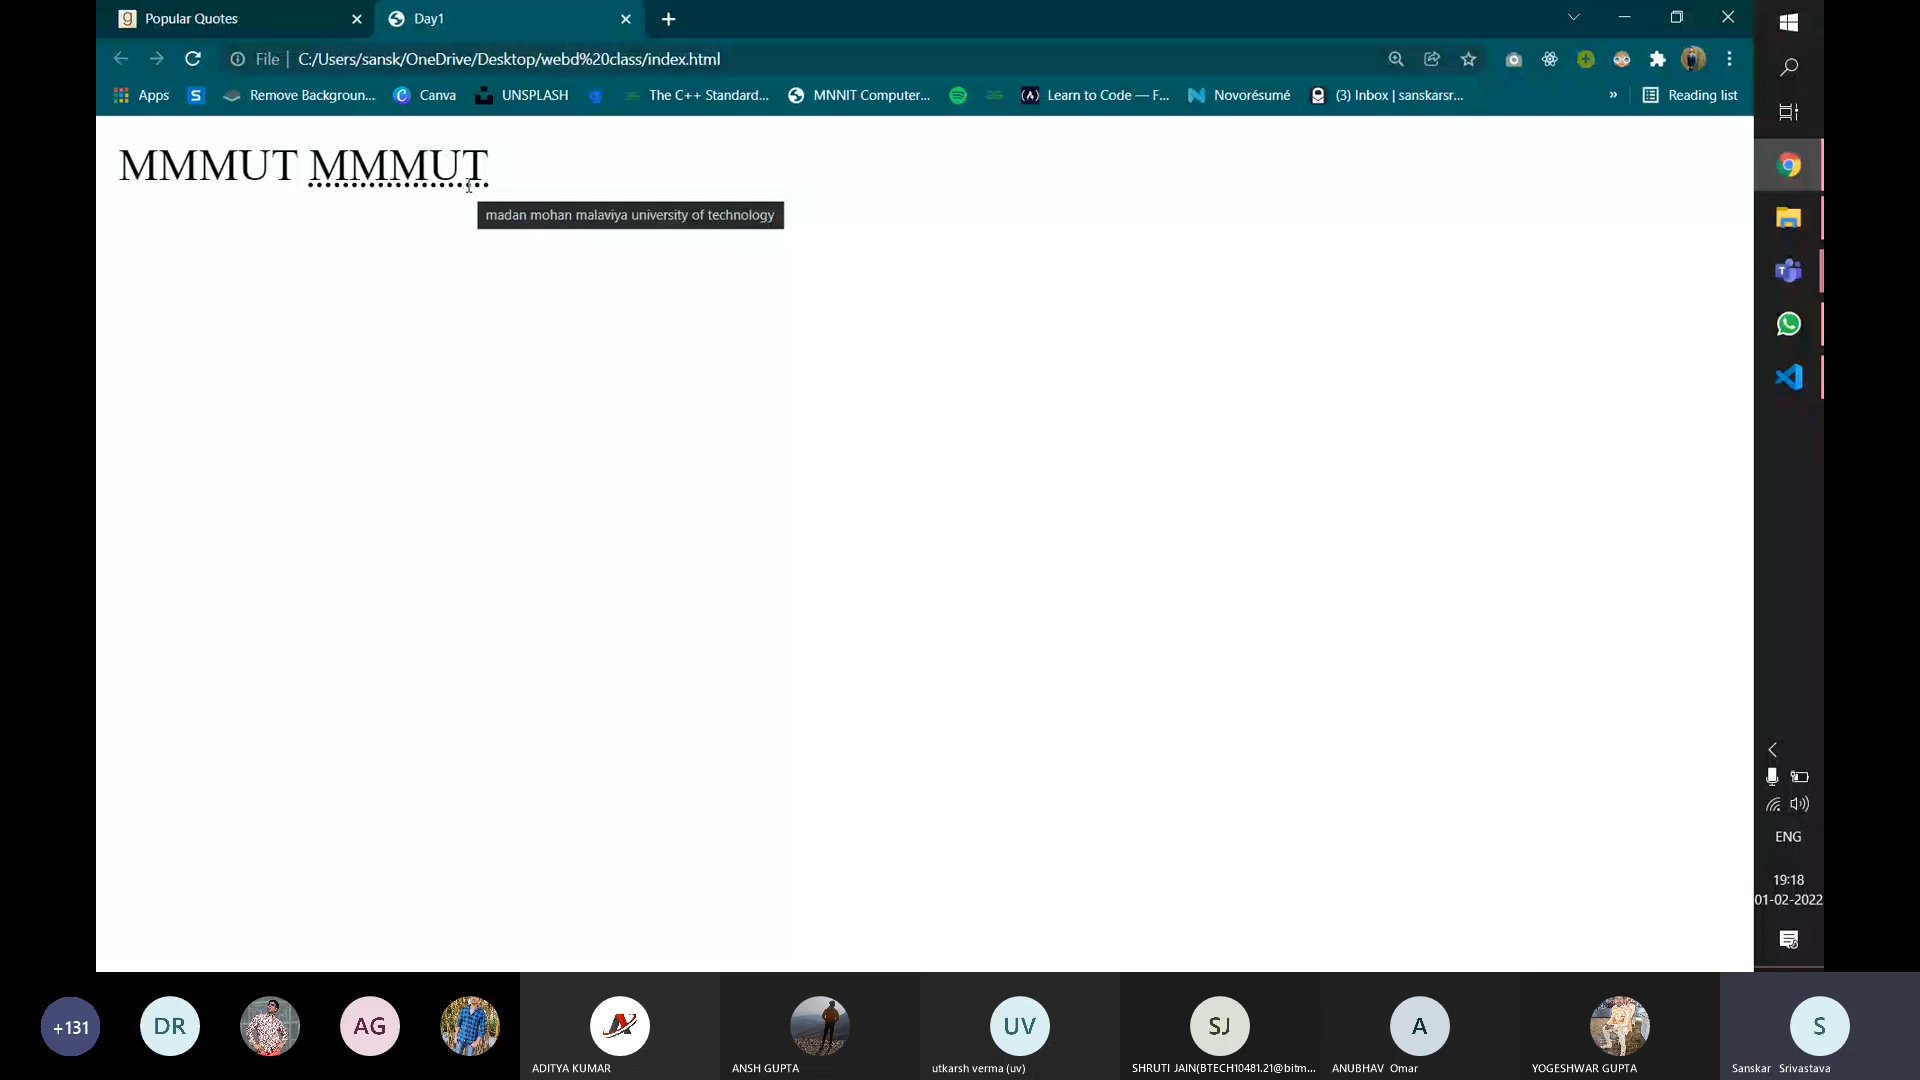 Popular Quotes
Day1
File | C:/Users/sansk/OneDrive/Desktop/webd%20class/index.html
Apps
S
Remove Backgroun...
Canva
UNSPLASH
The C++ Standard...
MNNIT Computer...
Learn to Code — F...
Novorésumé
(3) Inbox | sanskarsr...
»
Reading list
MMMUT MMMUT
madan mohan malaviya university of technology
ENG
19:18
01-02-2022
+131
DR
AG
UV
SJ
A
S
ADITYA KUMAR
ANSH GUPTA
utkarsh verma (uv)
SHRUTI JAIN(BTECH10481.21@bitm...
ANUBHAV Omar
YOGESHWAR GUPTA
Sanskar Srivastava